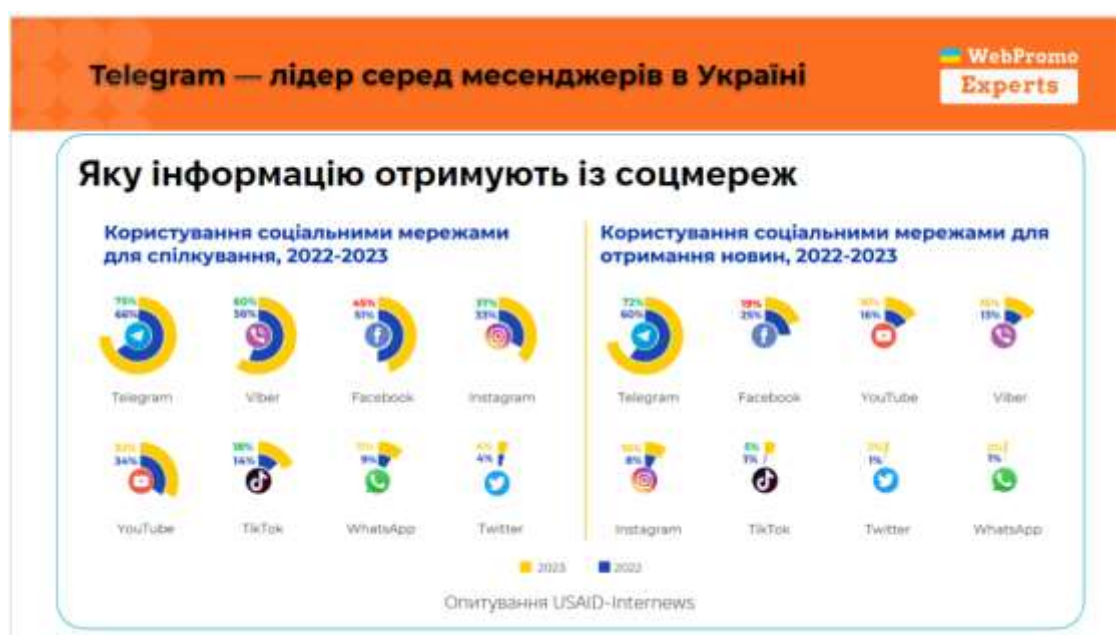 Telegram — лідер серед месенджерів в Україні
WebPromo
Experts
Яку інформацію отримують із соцмереж
Користування соціальними мережами
для спілкування, 2022-2023
66%
Telegram
60%
56%
Viber
45%
51%
Facebook
37%
33%
Instagram
34%
YouTube
18%
14%
TikTok
9%
WhatsApp
4%
Twitter
Користування соціальними мережами для
отримання новин, 2022-2023
72%
60%
Telegram
19%
25%
Facebook
16%
YouTube
13%
Viber
8%
Instagram
TikTok
1%
Twitter
1%
WhatsApp
2023
2022
Опитування USAID-Internews